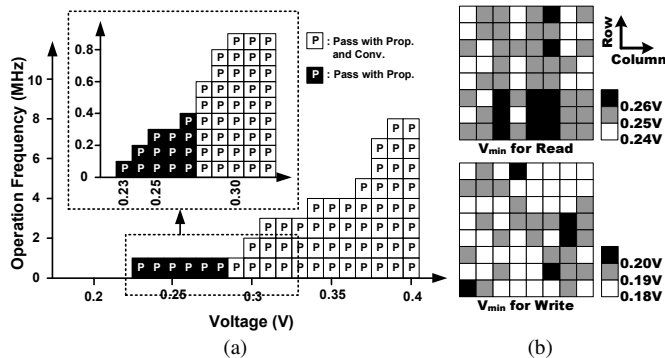 (a)
0.9
0.8
0.6
0.4
0.2
0
P P P
P P P P
P P P P
P P P P P
P P P P P
P P P P P P
P P P P P P P P
P P P P P P P P P
P P P P P P P P P P
0.23
0.25
0.30
P : Pass with Prop.
and Conv.
P : Pass with Prop.
Operation Frequency (MHz)
10
8
6
4
2
0
P P
P P P
P P P
P P P P
P P P P P P P
P P P P P P P P P P
P P P P P P P P P P P
P P P P P P P P P P P P P P P P P P
0.2
0.25
0.3
0.35
0.4
Voltage (V)
(a)
Row
Column
0.26V
0.25V
0.24V
Vmin for Read
0.20V
0.19V
0.18V
Vmin for Write
(b)